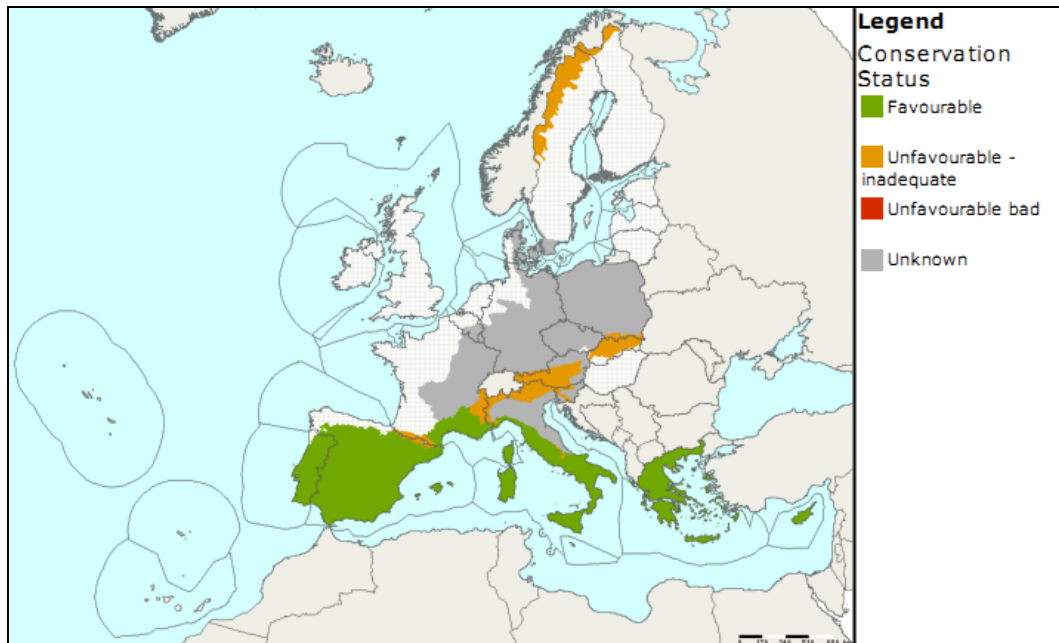 Legend
Conservation
Status
Favourable
Unfavourable -
inadequate
Unfavourable bad
Unknown